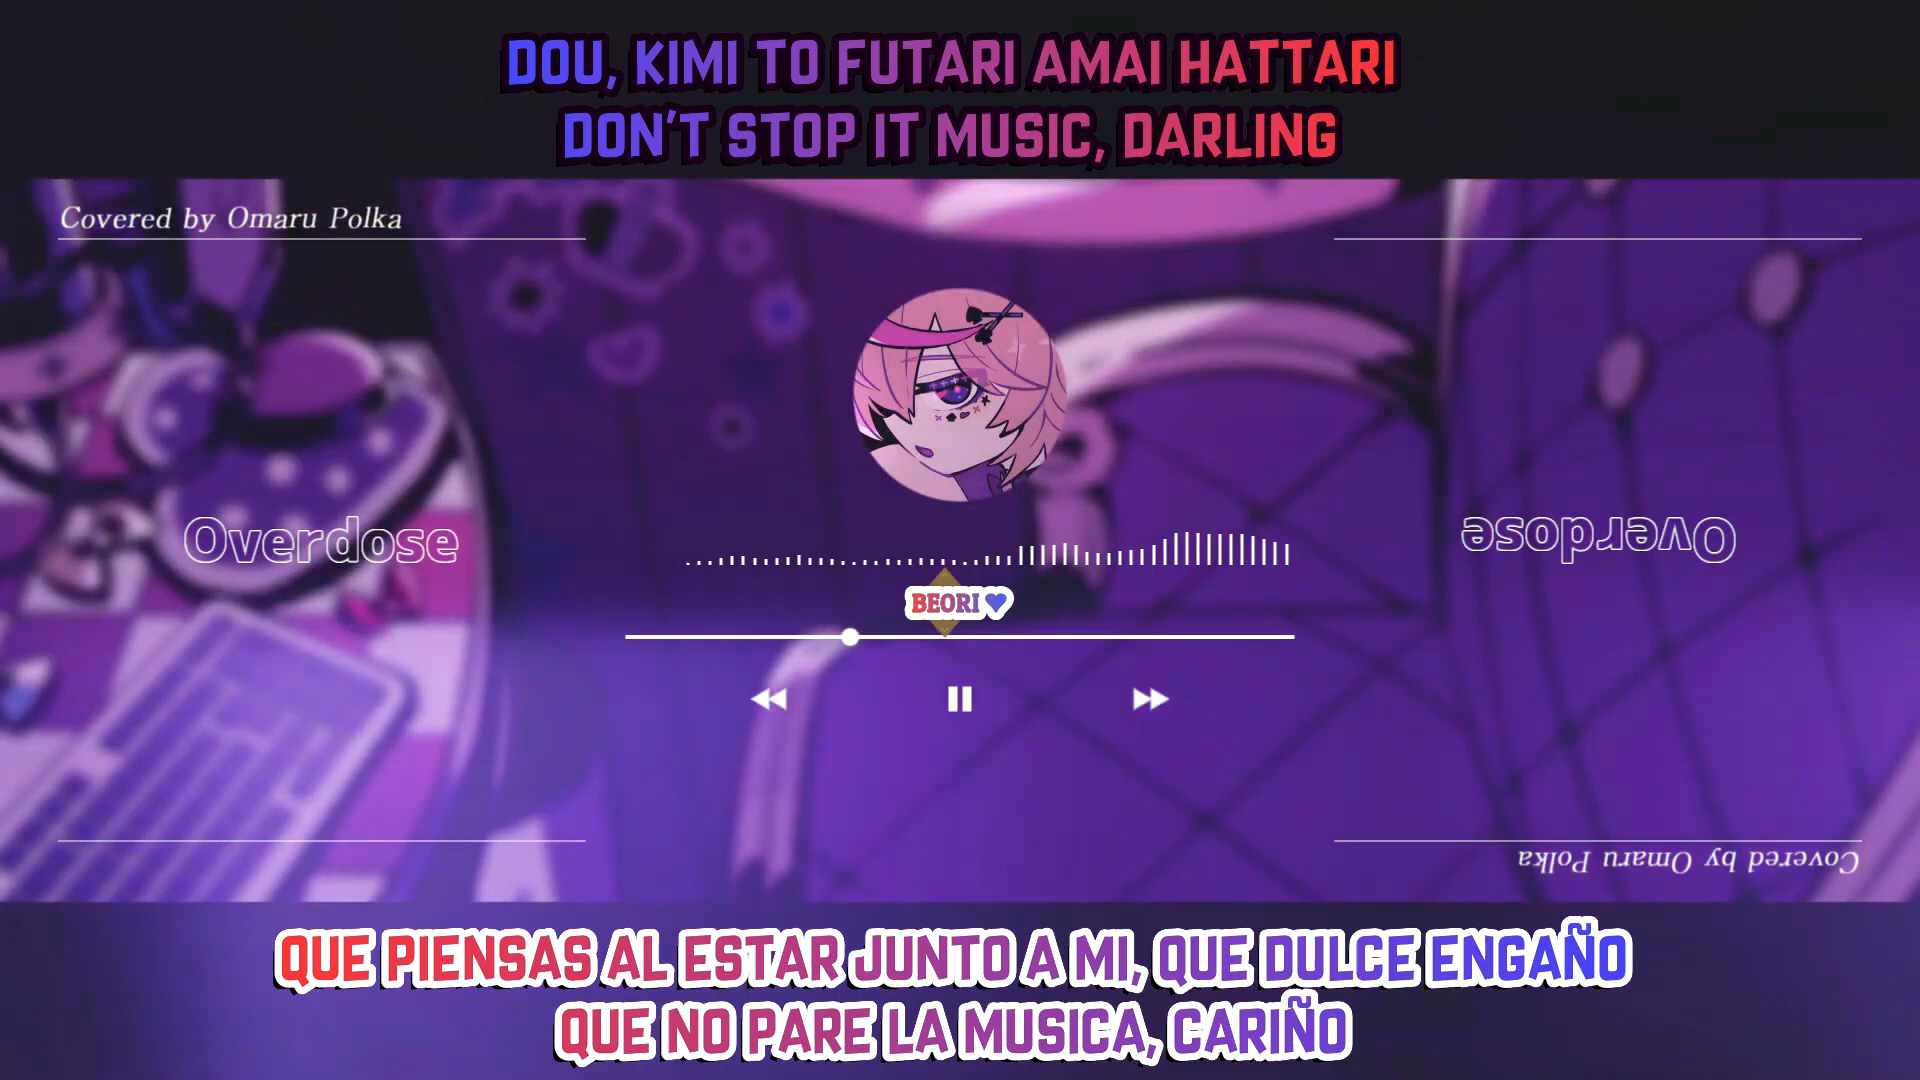 DOU, KIMI TO FUTARI AMAI HATTARI
DON'T STOP IT MUSIC, DARLING
Covered by Omaru Polka
Overdose
Overdose
BEORI
Covered by Omaru Polka
QUE PIENSAS AL ESTAR JUNTO A MI, QUE DULCE ENGAÑO
QUE NO PARE LA MUSICA, CARIÑO